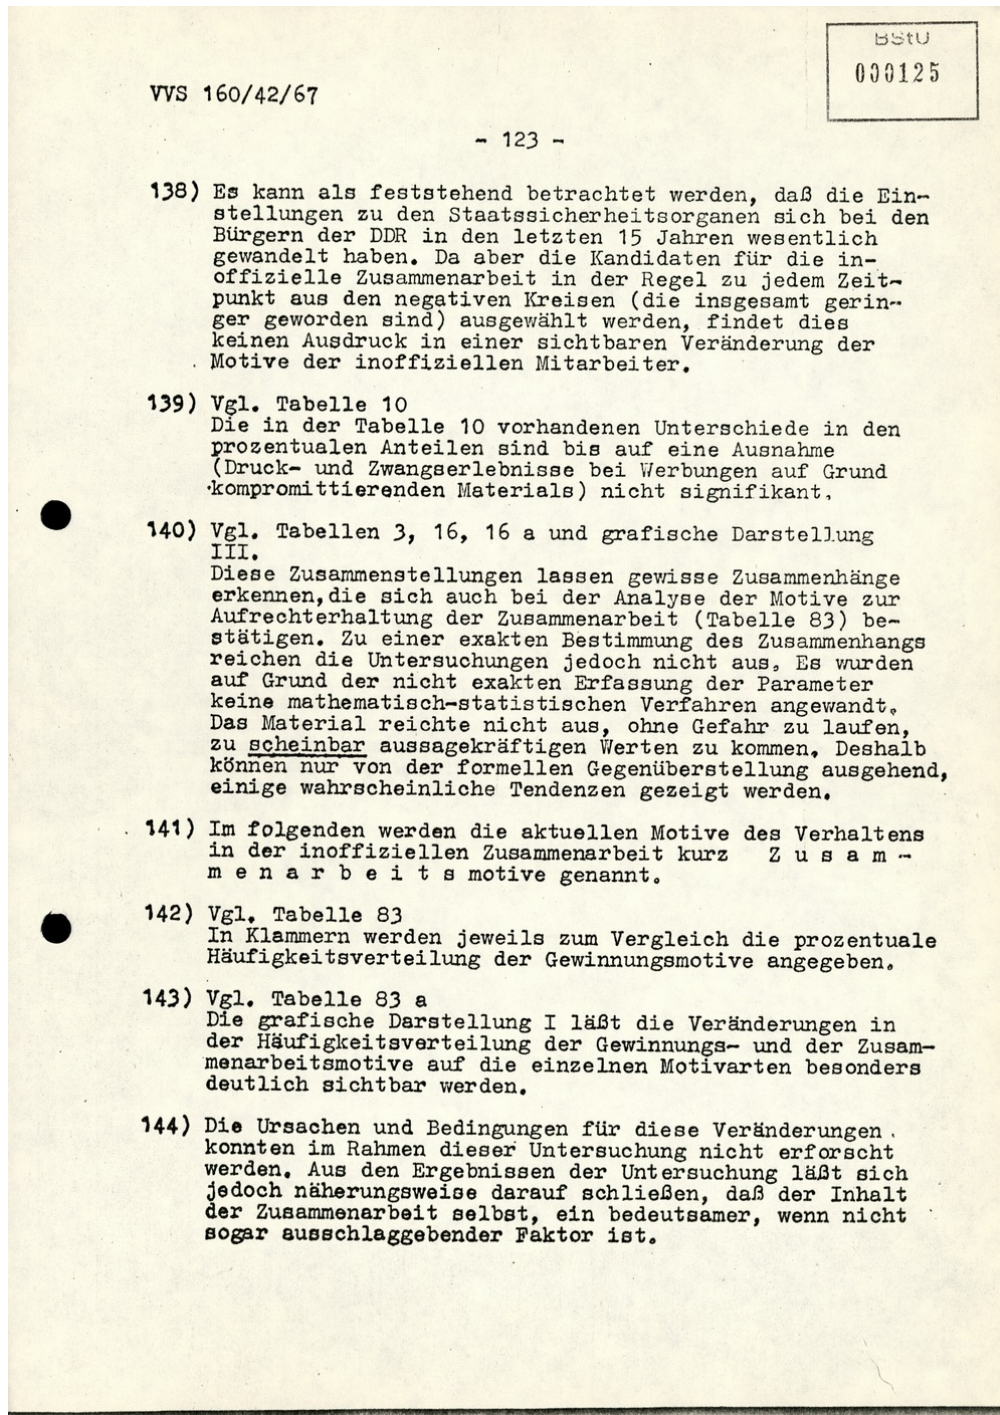 BStU
000125
VVS 160/42/67
- 123 -
138) Es kann als feststehend betrachtet werden, daß die Ein-
stellungen zu den Staatssicherheitsorganen sich bei den
Bürgern der DDR in den letzten 15 Jahren wesentlich
gewandelt haben. Da aber die Kandidaten für die in-
offizielle Zusammenarbeit in der Regel zu jedem Zeit-
punkt aus den negativen Kreisen (die insgesamt gerin-
ger geworden sind) ausgewählt werden, findet dies
keinen Ausdruck in einer sichtbaren Veränderung der
Motive der inoffiziellen Mitarbeiter.
139) Vgl. Tabelle 10
Die in der Tabelle 10 vorhandenen Unterschiede in den
prozentualen Anteilen sind bis auf eine Ausnahme
(Druck- und Zwangserlebnisse bei Werbungen auf Grund
kompromittierenden Materials) nicht signifikant.
140) Vgl. Tabellen 3, 16, 16 a und grafische Darstellung
III.
Diese Zusammenstellungen lassen gewisse Zusammenhänge
erkennen, die sich auch bei der Analyse der Motive zur
Aufrechterhaltung der Zusammenarbeit (Tabelle 83) be-
stätigen. Zu einer exakten Bestimmung des Zusammenhangs
reichen die Untersuchungen jedoch nicht aus. Es wurden
auf Grund der nicht exakten Erfassung der Parameter
keine mathematisch-statistischen Verfahren angewandt.
Das Material reichte nicht aus, ohne Gefahr zu laufen,
zu scheinbar aussagekräftigen Werten zu kommen. Deshalb
können nur von der formellen Gegenüberstellung ausgehend,
einige wahrscheinliche Tendenzen gezeigt werden.
141) Im folgenden werden die aktuellen Motive des Verhaltens
in der inoffiziellen Zusammenarbeit kurz Z u s a m -
m e n a r b e i t s motive genannt.
142) Vgl. Tabelle 83
In Klammern werden jeweils zum Vergleich die prozentuale
Häufigkeitsverteilung der Gewinnungsmotive angegeben.
143) Vgl. Tabelle 83 a
Die grafische Darstellung I läßt die Veränderungen in
der Häufigkeitsverteilung der Gewinnungs- und der Zusam-
menarbeitsmotive auf die einzelnen Motivarten besonders
deutlich sichtbar werden.
144) Die Ursachen und Bedingungen für diese Veränderungen
konnten im Rahmen dieser Untersuchung nicht erforscht
werden. Aus den Ergebnissen der Untersuchung läßt sich
jedoch näherungsweise darauf schließen, daß der Inhalt
der Zusammenarbeit selbst, ein bedeutsamer, wenn nicht
sogar ausschlaggebender Faktor ist.